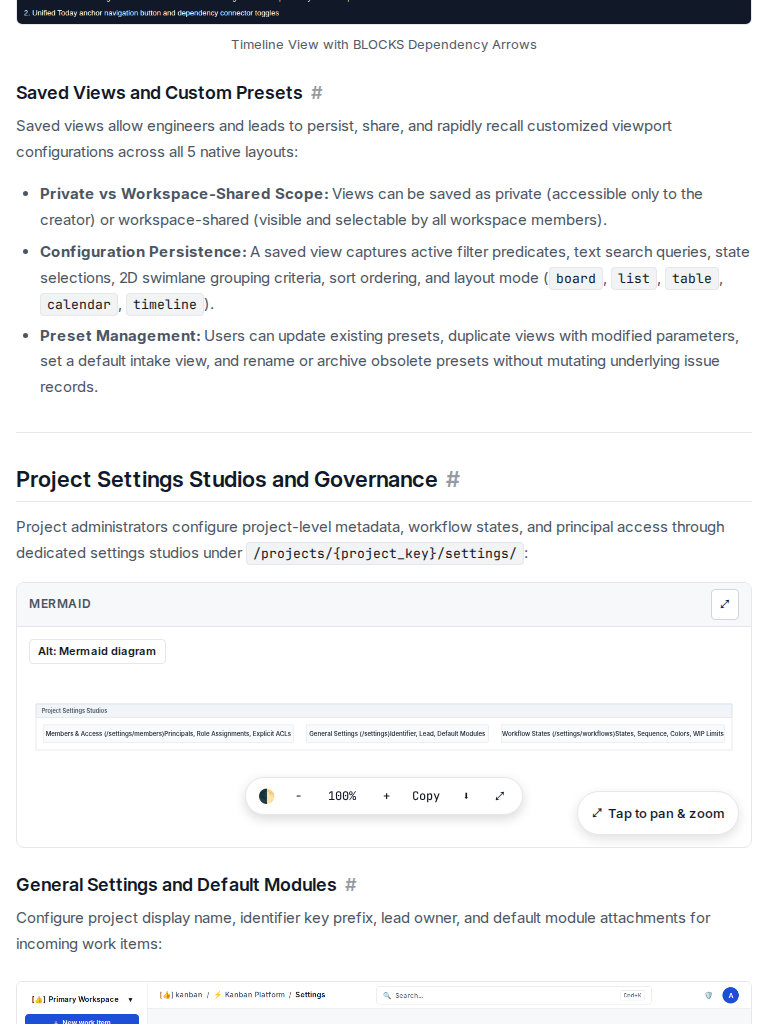 2. Unified Today anchor navigation button and dependency connector toggles
Timeline View with BLOCKS Dependency Arrows
Saved Views and Custom Presets #
Saved views allow engineers and leads to persist, share, and rapidly recall customized viewport
configurations across all 5 native layouts:
• Private vs Workspace-Shared Scope: Views can be saved as private (accessible only to the
creator) or workspace-shared (visible and selectable by all workspace members).
• Configuration Persistence: A saved view captures active filter predicates, text search queries, state
selections, 2D swimlane grouping criteria, sort ordering, and layout mode ( board , list , table ,
calendar , timeline ).
• Preset Management: Users can update existing presets, duplicate views with modified parameters,
set a default intake view, and rename or archive obsolete presets without mutating underlying issue
records.
Project Settings Studios and Governance #
Project administrators configure project-level metadata, workflow states, and principal access through
dedicated settings studios under /projects/{project_key}/settings/ :
MERMAID
Alt: Mermaid diagram
Project Settings Studios
Members & Access (/settings/members)Principals, Role Assignments, Explicit ACLs
General Settings (/settings)Identifier, Lead, Default Modules
Workflow States (/settings/workflows)States, Sequence, Colors, WIP Limits
- 100% + Copy ⬇ ⤢
⤢ Tap to pan & zoom
General Settings and Default Modules #
Configure project display name, identifier key prefix, lead owner, and default module attachments for
incoming work items:
[👍] Primary Workspace ▾
[👍] kanban / ⚡ Kanban Platform / Settings
🔍 Search... Cmd+K
A
+ New work item